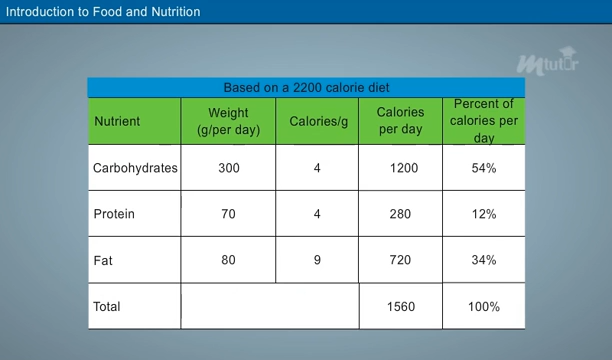 Introduction to Food and Nutrition
Mtutor
Based on a 2200 calorie diet
Nutrient Weight (g/per day) Calories/g Calories per day Percent of calories per day
Carbohydrates 300 4 1200 54%
Protein 70 4 280 12%
Fat 80 9 720 34%
Total 1560 100%